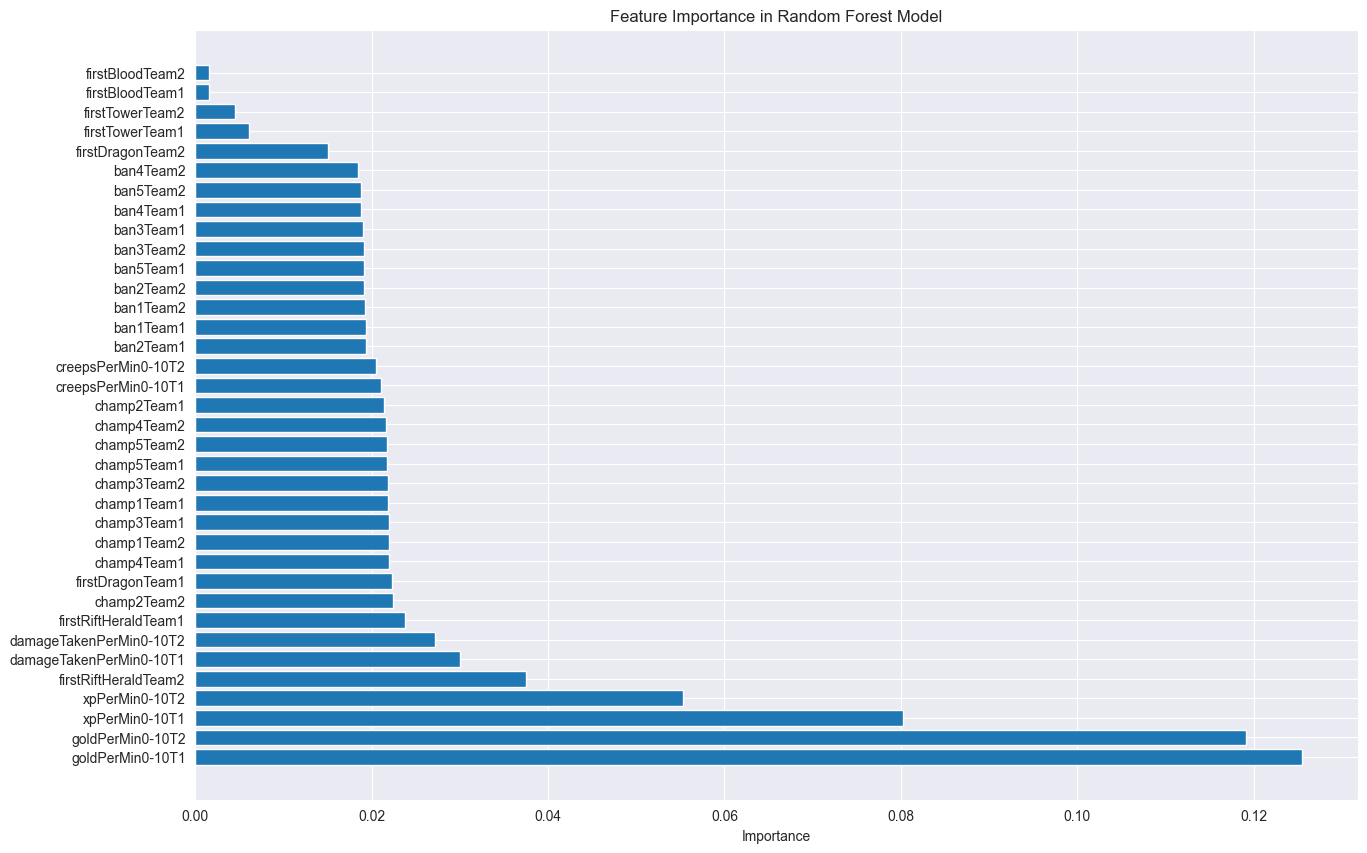 Feature Importance in Random Forest Model
firstBloodTeam2
firstBloodTeam1
firstTowerTeam2
firstTowerTeam1
firstDragonTeam2
ban4Team2
ban5Team2
ban4Team1
ban3Team1
ban3Team2
ban5Team1
ban2Team2
ban1Team2
ban1Team1
ban2Team1
creepsPerMin0-10T2
creepsPerMin0-10T1
champ2Team1
champ4Team2
champ5Team2
champ5Team1
champ3Team2
champ1Team1
champ3Team1
champ1Team2
champ4Team1
firstDragonTeam1
champ2Team2
firstRiftHeraldTeam1
damageTakenPerMin0-10T2
damageTakenPerMin0-10T1
firstRiftHeraldTeam2
xpPerMin0-10T2
xpPerMin0-10T1
goldPerMin0-10T2
goldPerMin0-10T1
0.00 0.02 0.04 0.06 0.08 0.10 0.12
Importance